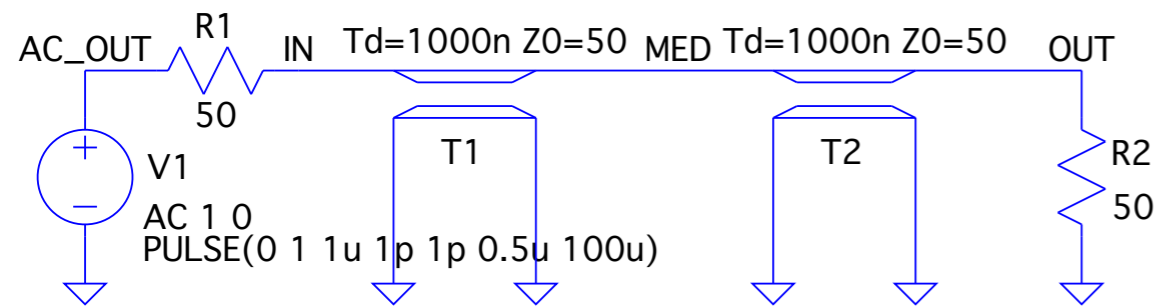 R1
AC_OUT
IN
Td=1000n Z0=50
MED
Td=1000n Z0=50
OUT
50
T1
T2
R2
V1
50
AC 1 0
PULSE(0 1 1u 1p 1p 0.5u 100u)